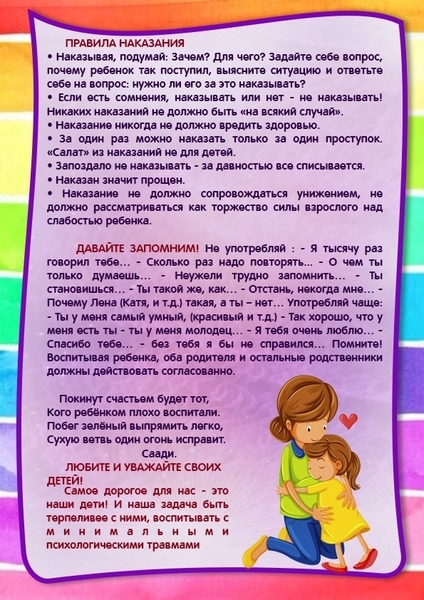 ПРАВИЛА НАКАЗАНИЯ
• Наказывая, подумай: Зачем? Для чего? Задайте себе вопрос,
почему ребенок так поступил, выясните ситуацию и ответьте
себе на вопрос: нужно ли его за это наказывать?
• Если есть сомнения, наказывать или нет - не наказывать!
Никаких наказаний не должно быть «на всякий случай».
• Наказание никогда не должно вредить здоровью.
• За один раз можно наказать только за один проступок.
«Салат» из наказаний не для детей.
• Запоздало не наказывать - за давностью все списывается.
• Наказан значит прощен.
• Наказание не должно сопровождаться унижением, не
должно рассматриваться как торжество силы взрослого над
слабостью ребенка.
ДАВАЙТЕ ЗАПОМНИМ! Не употребляй : - Я тысячу раз
говорил тебе… - Сколько раз надо повторять… - О чем ты
только думаешь… - Неужели трудно запомнить… - Ты
становишься… - Ты такой же, как… - Отстань, некогда мне… -
Почему Лена (Катя, и т.д.) такая, а ты – нет… Употребляй чаще:
- Ты у меня самый умный, (красивый и т.д.) - Так хорошо, что у
меня есть ты - ты у меня молодец… - Я тебя очень люблю… -
Спасибо тебе… - без тебя я бы не справился… Помните!
Воспитывая ребенка, оба родителя и остальные родственники
должны действовать согласованно.
Покинут счастьем будет тот,
Кого ребёнком плохо воспитали.
Побег зелёный выпрямить легко,
Сухую ветвь один огонь исправит.
Саади.
ЛЮБИТЕ И УВАЖАЙТЕ СВОИХ
ДЕТЕЙ!
Самое дорогое для нас - это
наши дети! И наша задача быть
терпеливее с ними, воспитывать с
минимальными
психологическими травмами